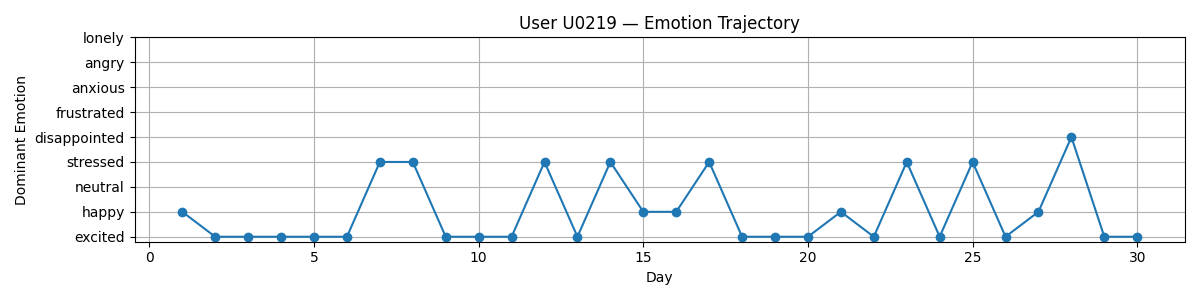 User U0219 — Emotion Trajectory
Dominant Emotion
lonely
angry
anxious
frustrated
disappointed
stressed
neutral
happy
excited
0 5 10 15 20 25 30
Day